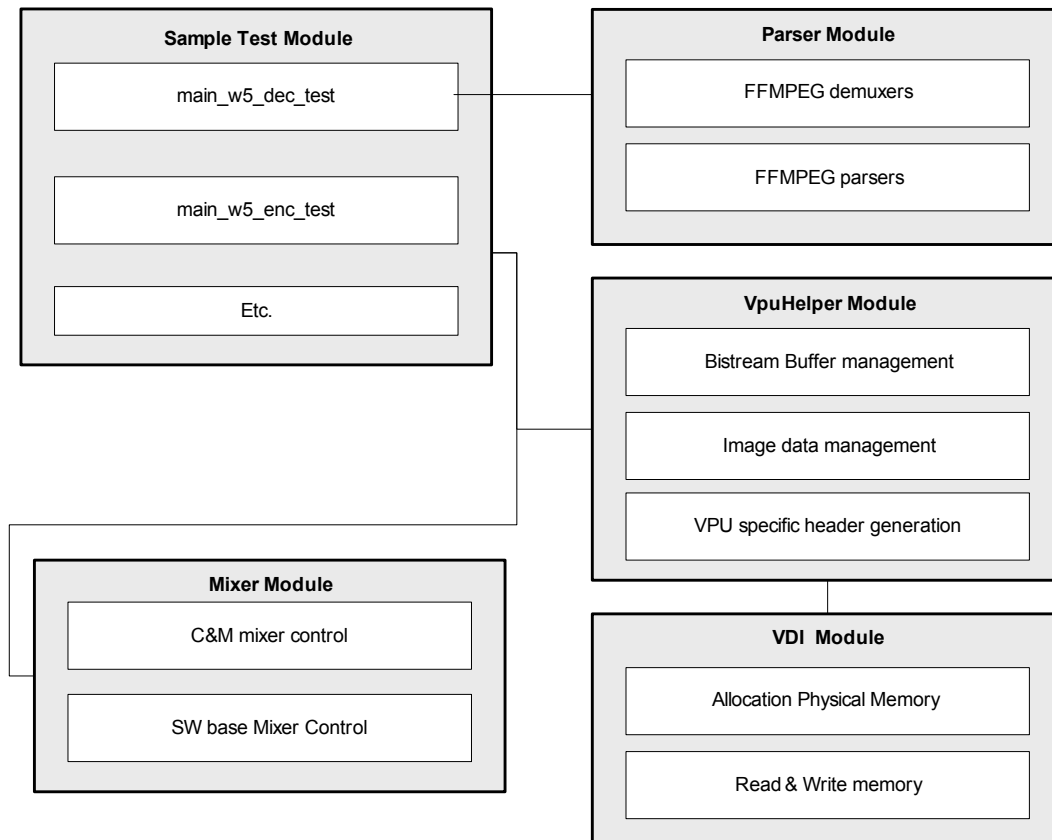 Sample Test Module
main_w5_dec_test
main_w5_enc_test
Etc.
Parser Module
FFMPEG demuxers
FFMPEG parsers
VpuHelper Module
Bistream Buffer management
Image data management
VPU specific header generation
Mixer Module
C&M mixer control
SW base Mixer Control
VDI Module
Allocation Physical Memory
Read & Write memory